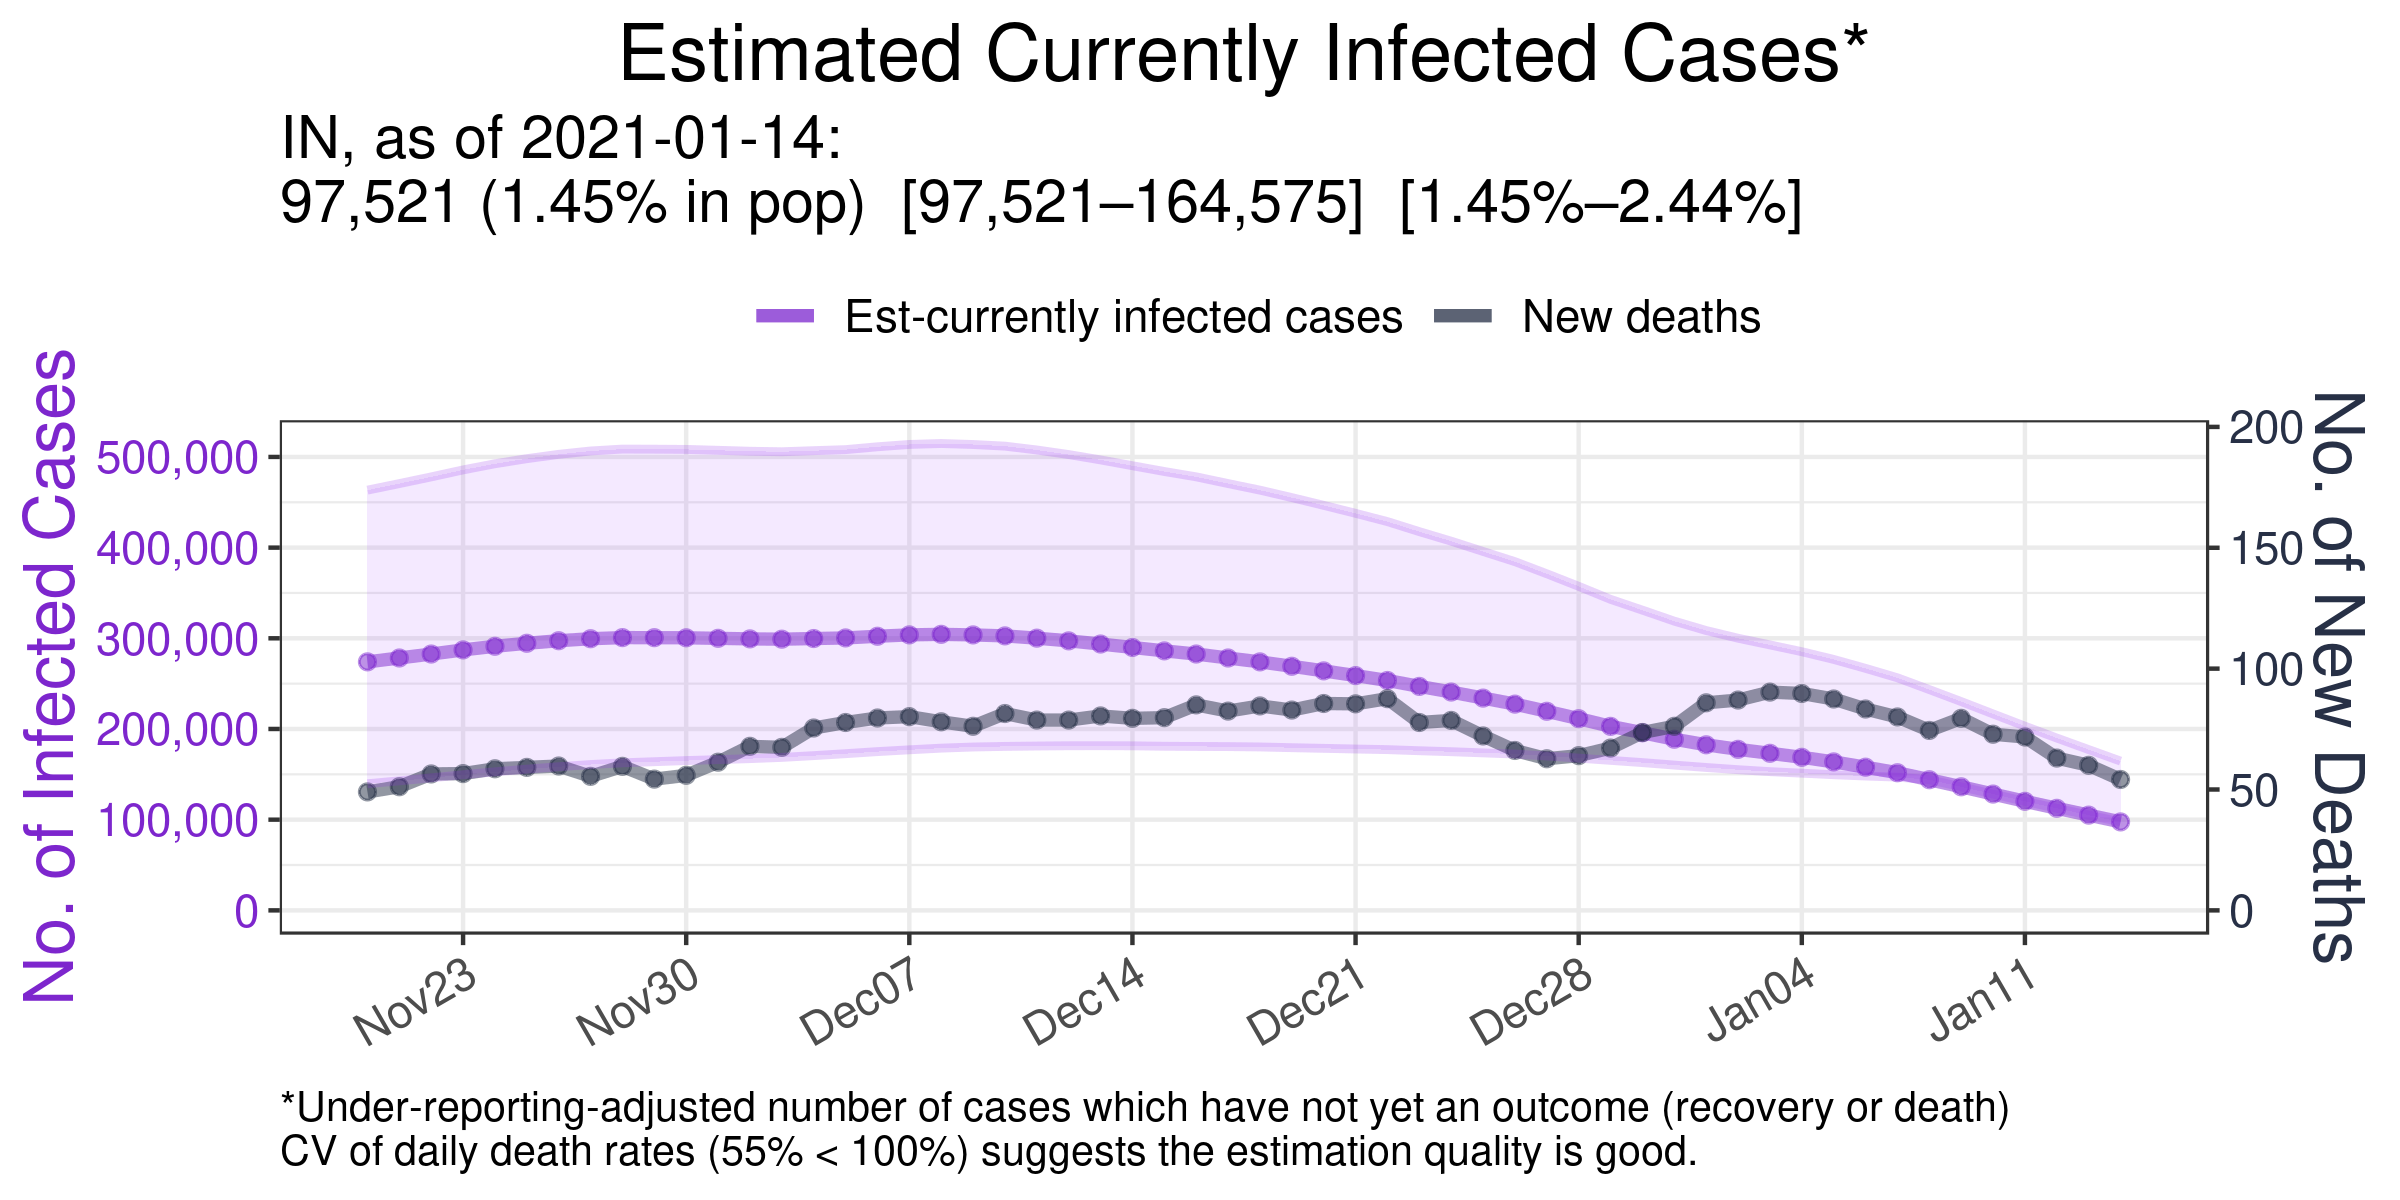 Estimated Currently Infected Cases*
IN, as of 2021-01-14:
97,521 (1.45% in pop)  [97,521–164,575]  [1.45%–2.44%]
Est-currently infected cases
New deaths
No. of Infected Cases
500,000
400,000
300,000
200,000
100,000
0
200
150
100
50
0
No. of New Deaths
Nov23
Nov30
Dec07
Dec14
Dec21
Dec28
Jan04
Jan11
*Under-reporting-adjusted number of cases which have not yet an outcome (recovery or death)
CV of daily death rates (55% < 100%) suggests the estimation quality is good.